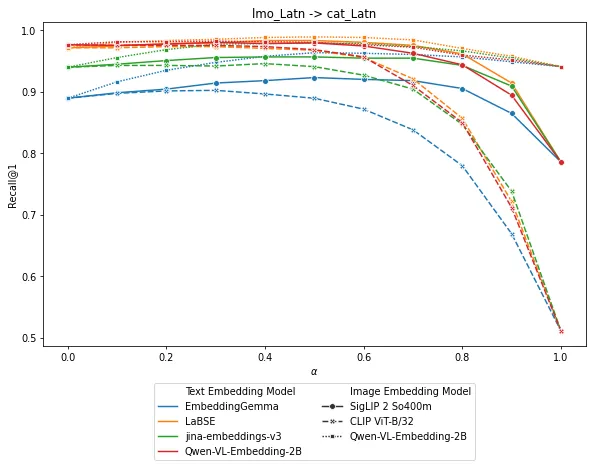 lmo_Latn -> cat_Latn
1.0
0.9
0.8
0.7
0.6
0.5
Recall@1
0.0 0.2 0.4 0.6 0.8 1.0
α
Text Embedding Model Image Embedding Model
EmbeddingGemma SigLIP 2 So400m
LaBSE CLIP ViT-B/32
jina-embeddings-v3 Qwen-VL-Embedding-2B
Qwen-VL-Embedding-2B